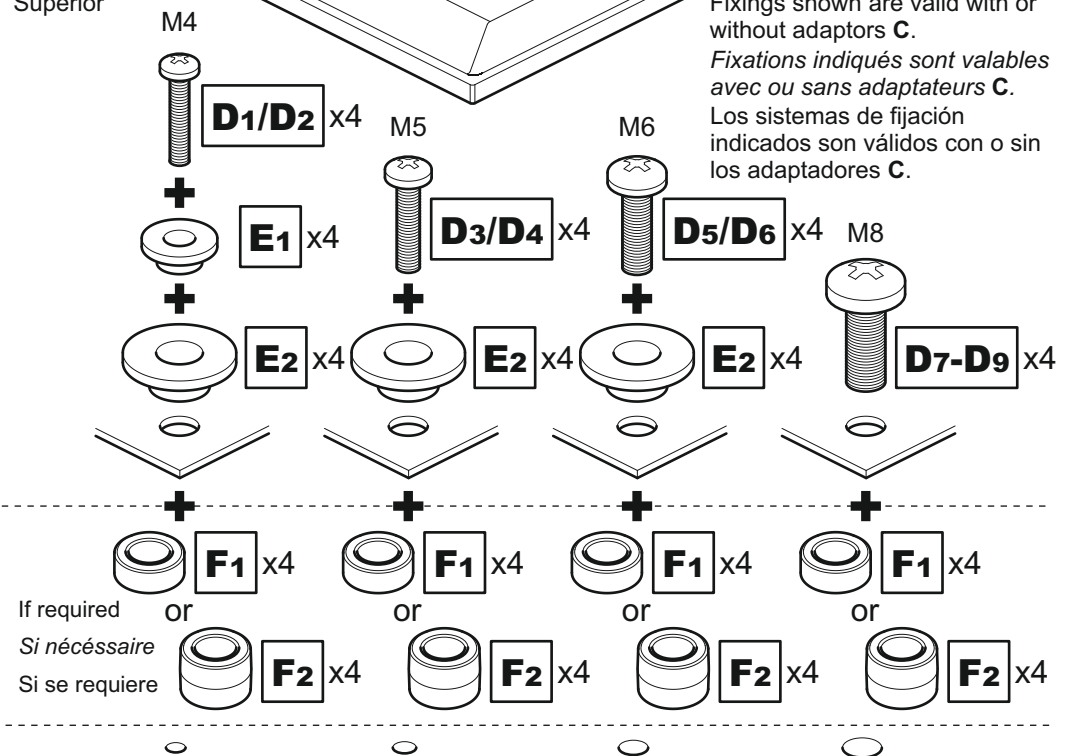 Superior
Fixings shown are valid with or
without adaptors C.
Fixations indiqués sont valables
avec ou sans adaptateurs C.
Los sistemas de fijación
indicados son válidos con o sin
los adaptadores C.
M4
D1/D2 x4
M5
M6
D3/D4 x4
D5/D6 x4
M8
E1 x4
E2 x4
E2 x4
E2 x4
D7-D9 x4
F1 x4
F1 x4
F1 x4
F1 x4
If required
or
or
or
or
Si nécéssaire
Si se requiere
F2 x4
F2 x4
F2 x4
F2 x4